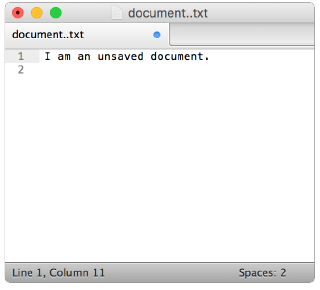 document..txt
document..txt
1 I am an unsaved document.
2
Line 1, Column 11 Spaces: 2